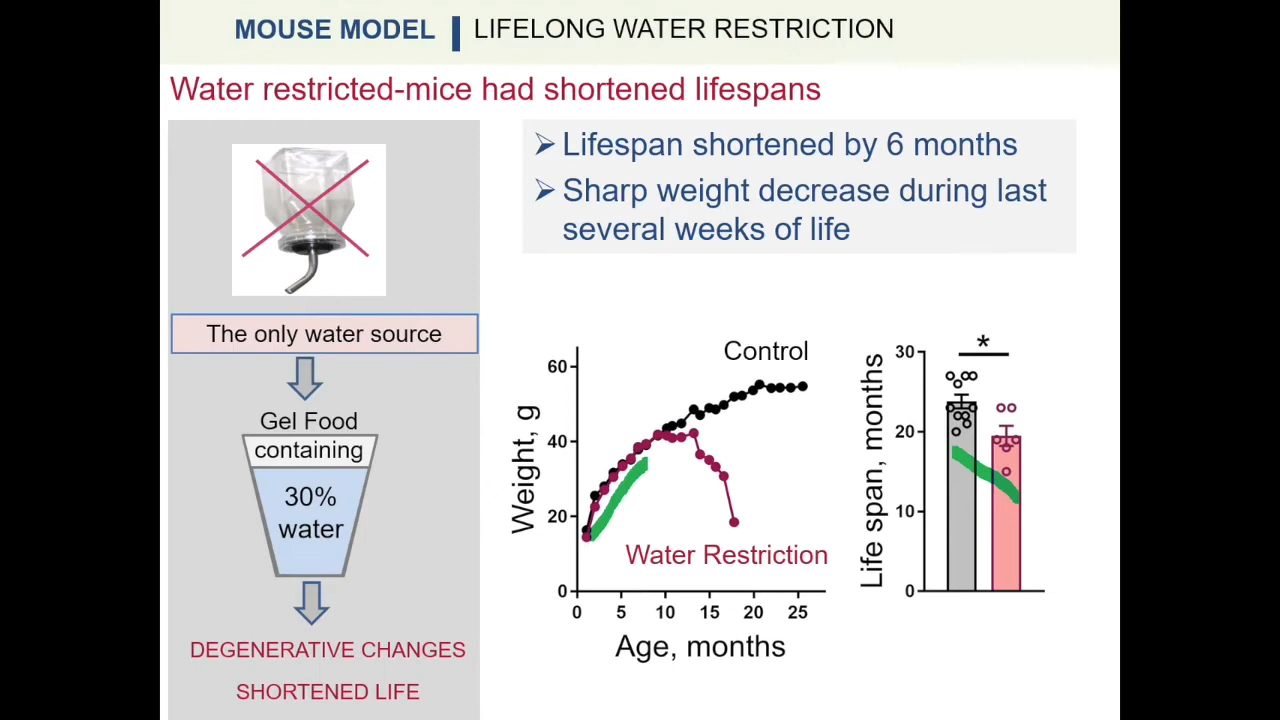 MOUSE MODEL | LIFELONG WATER RESTRICTION
Water restricted-mice had shortened lifespans
The only water source
Gel Food
containing
30%
water
DEGENERATIVE CHANGES
SHORTENED LIFE
➢ Lifespan shortened by 6 months
➢ Sharp weight decrease during last
several weeks of life
Weight, g
60
40
20
0
Control
Water Restriction
0 5 10 15 20 25
Age, months
Life span, months
30
20
10
0
*